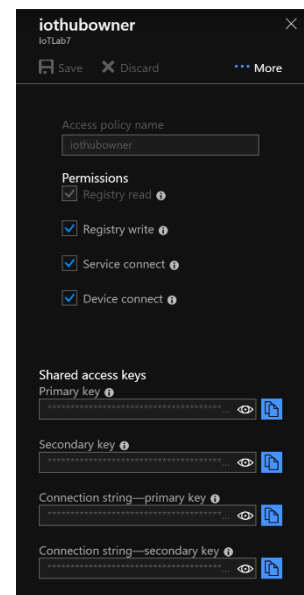 iothubowner
IoTLab7
Save Discard ... More
Access policy name
iothubowner
Permissions
Registry read
Registry write
Service connect
Device connect
Shared access keys
Primary key
****************************************...
Secondary key
****************************************...
Connection string—primary key
****************************************...
Connection string—secondary key
****************************************...